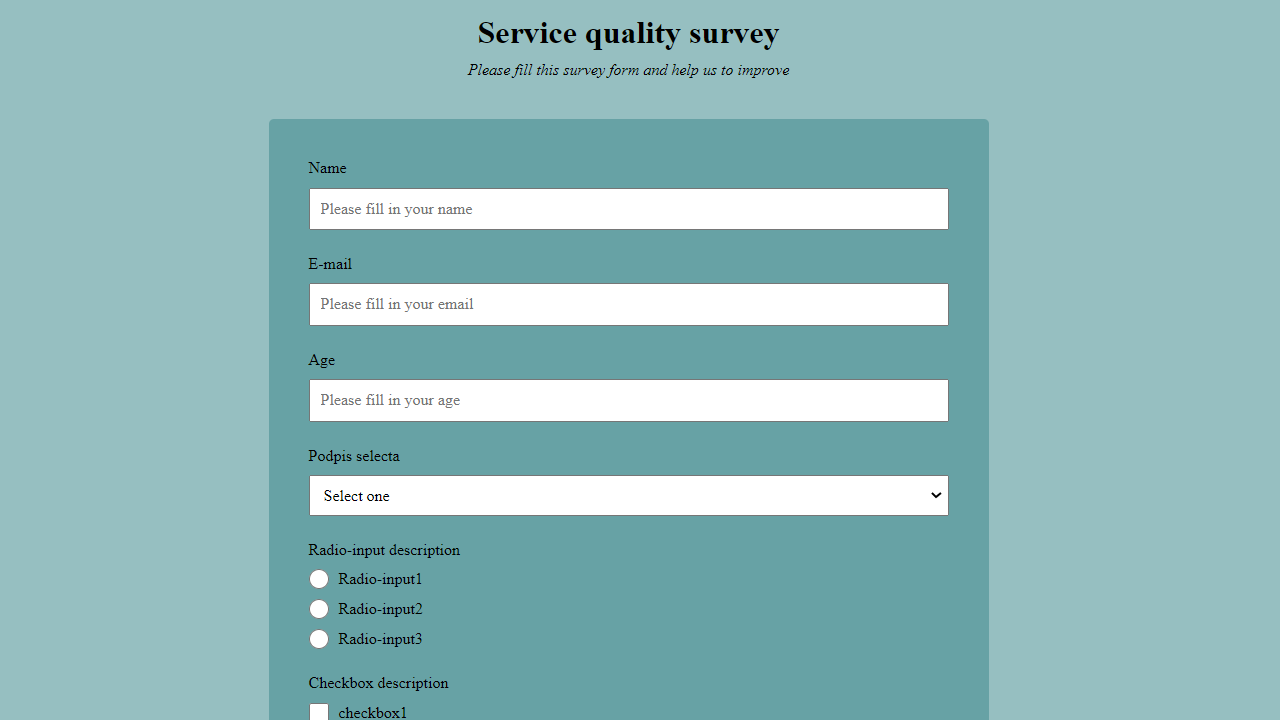 Service quality survey
Please fill this survey form and help us to improve
Name
Please fill in your name
E-mail
Please fill in your email
Age
Please fill in your age
Podpis selecta
Select one
Radio-input description
Radio-input1
Radio-input2
Radio-input3
Checkbox description
checkbox1